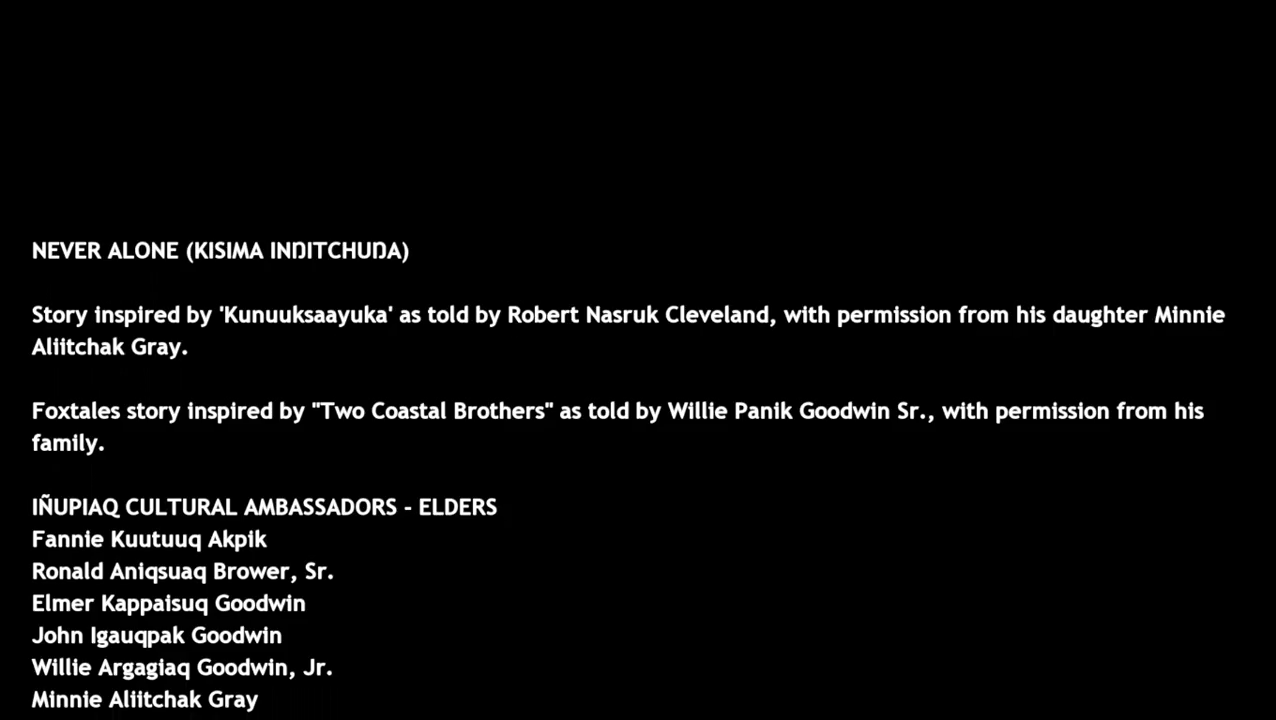 NEVER ALONE (KISIMA INŊITCHUŊA)
Story inspired by 'Kunuuksaayuka' as told by Robert Nasruk Cleveland, with permission from his daughter Minnie
Aliitchak Gray.
Foxtales story inspired by "Two Coastal Brothers" as told by Willie Panik Goodwin Sr., with permission from his
family.
IÑUPIAQ CULTURAL AMBASSADORS - ELDERS
Fannie Kuutuuq Akpik
Ronald Aniqsuaq Brower, Sr.
Elmer Kappaisuq Goodwin
John Igauqpak Goodwin
Willie Argagiaq Goodwin, Jr.
Minnie Aliitchak Gray